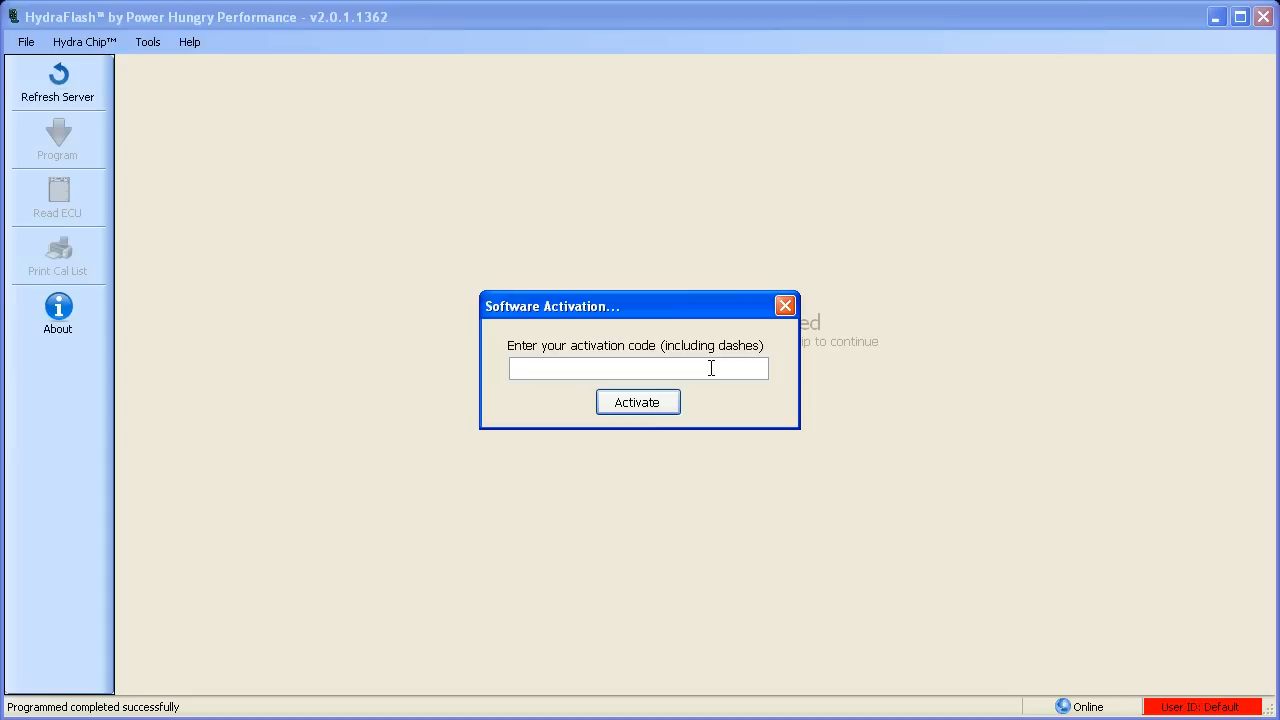 HydraFlash™ by Power Hungry Performance - v2.0.1.1362
File Hydra Chip™ Tools Help
Refresh Server
Program
Read ECU
Print Cal List
About
Software Activation...
Enter your activation code (including dashes)
Activate
to continue
Programmed completed successfully
Online
User ID: Default